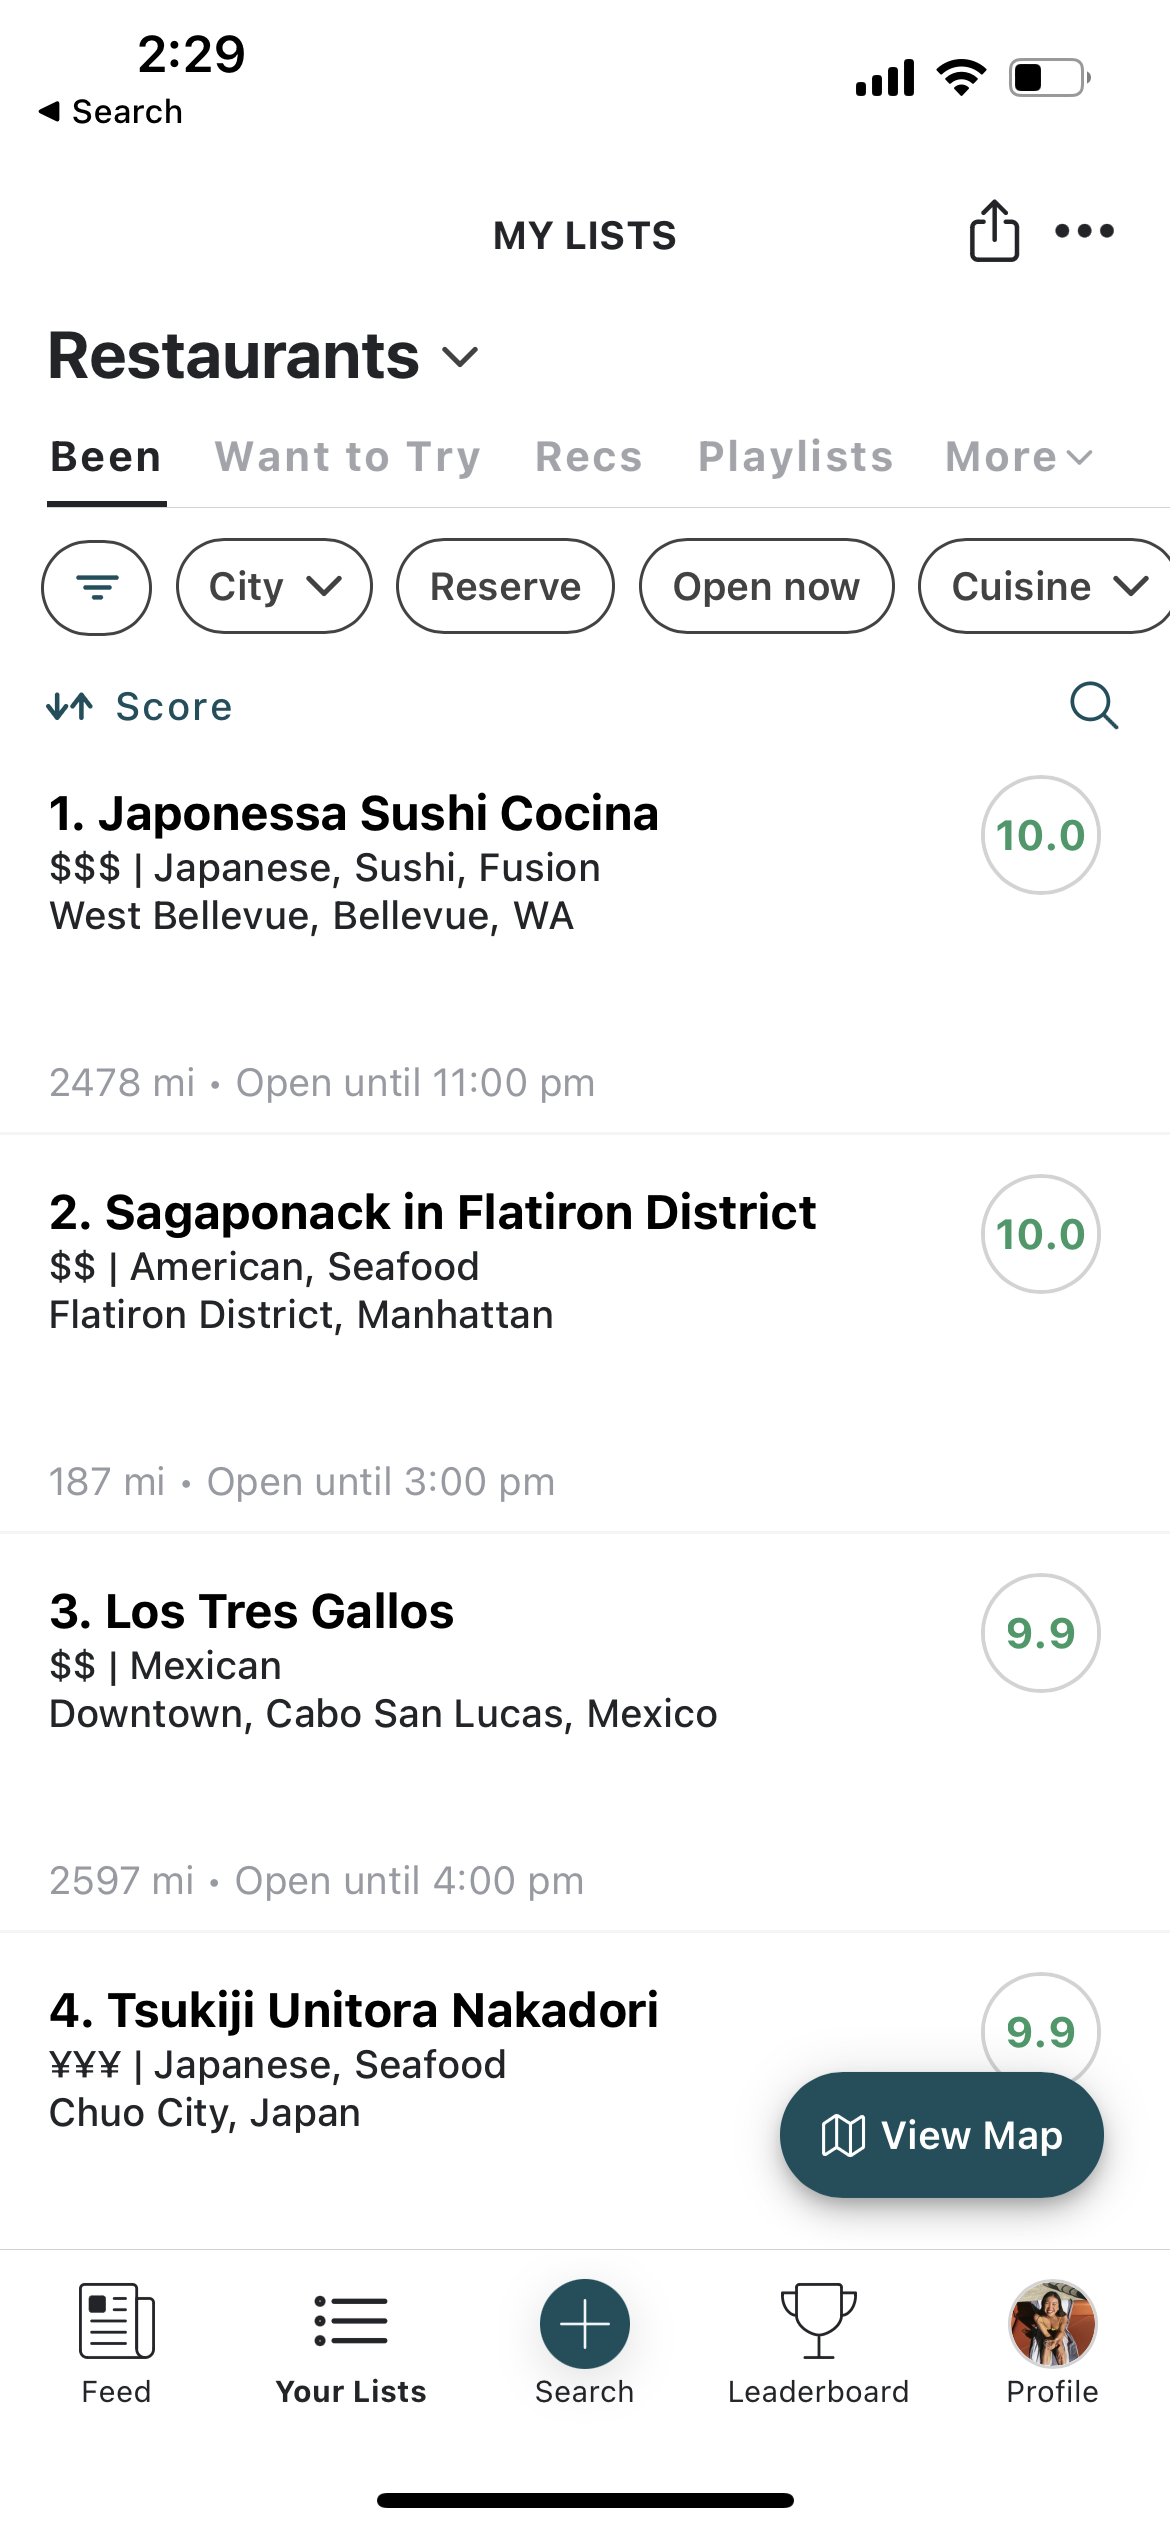 2:29
Search
MY LISTS
Restaurants
Been Want to Try Recs Playlists More
City Reserve Open now Cuisine
Score
1. Japonessa Sushi Cocina
10.0
$$$ | Japanese, Sushi, Fusion
West Bellevue, Bellevue, WA
2478 mi • Open until 11:00 pm
2. Sagaponack in Flatiron District
10.0
$$ | American, Seafood
Flatiron District, Manhattan
187 mi • Open until 3:00 pm
3. Los Tres Gallos
9.9
$$ | Mexican
Downtown, Cabo San Lucas, Mexico
2597 mi • Open until 4:00 pm
4. Tsukiji Unitora Nakadori
9.9
¥¥¥ | Japanese, Seafood
Chuo City, Japan
View Map
Feed Your Lists Search Leaderboard Profile